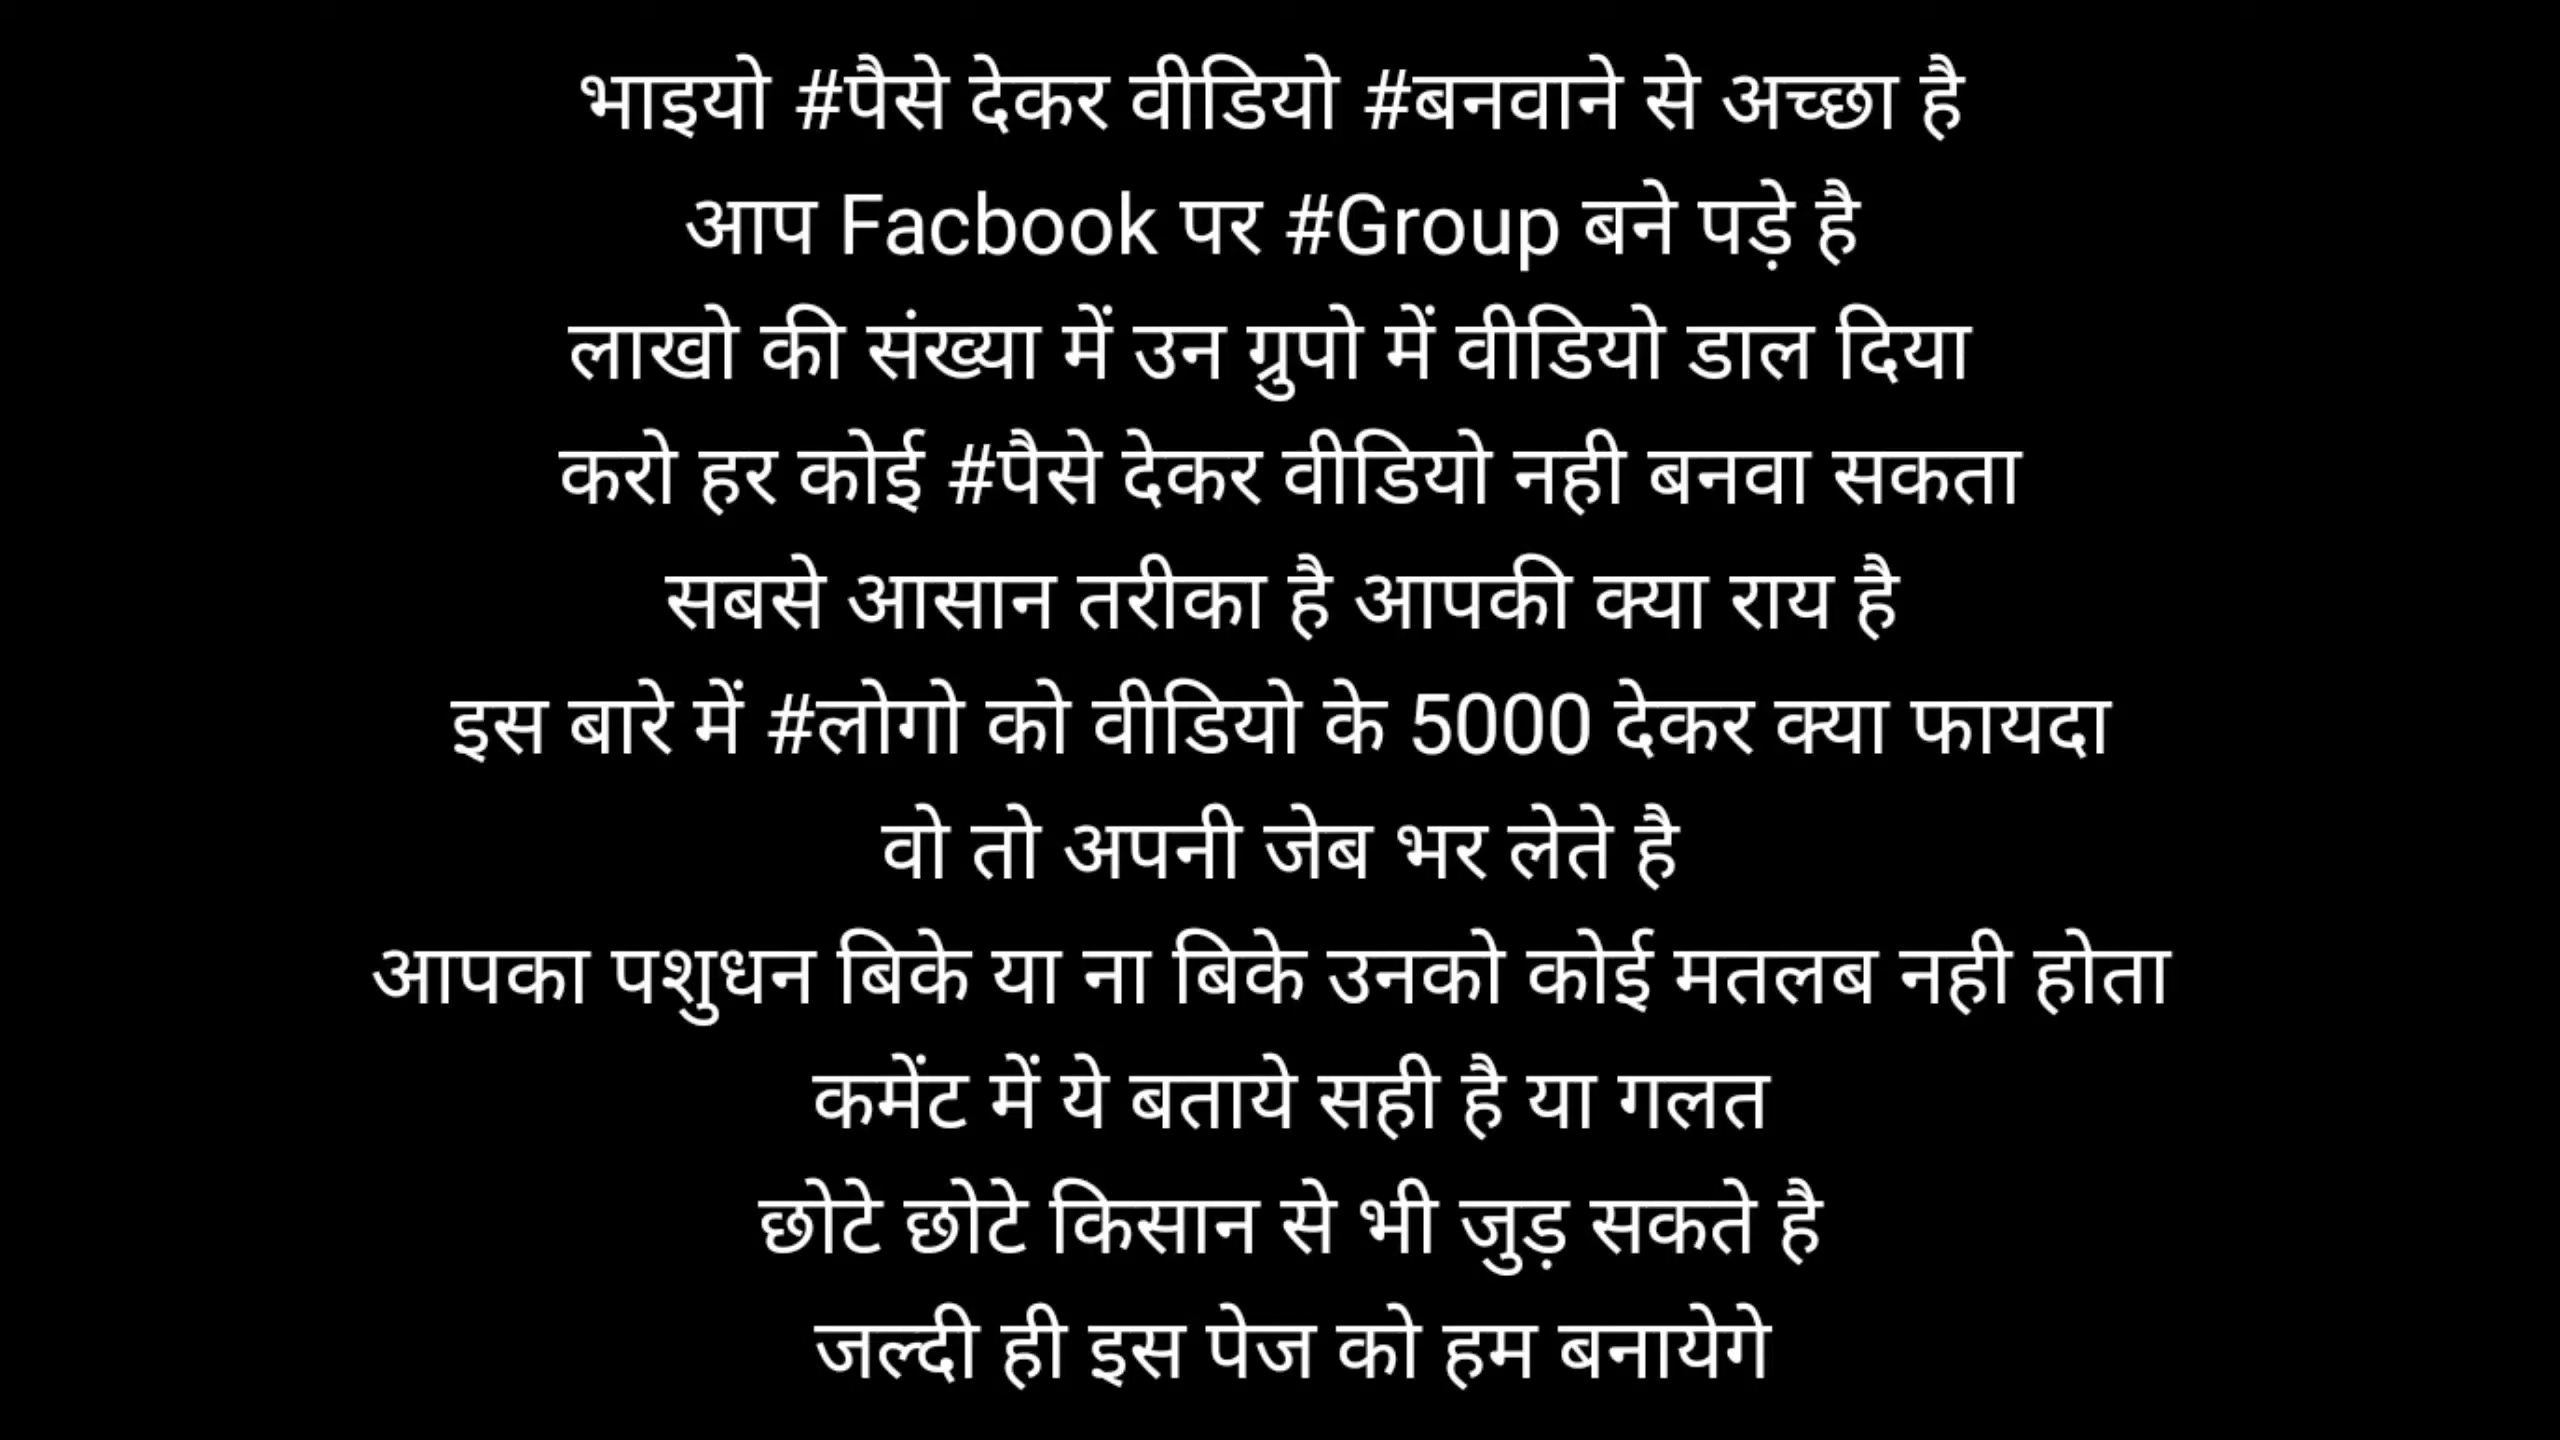 भाइयो #पैसे देकर वीडियो #बनवाने से अच्छा है
आप Facbook पर #Group बने पड़े है
लाखो की संख्या में उन ग्रुपो में वीडियो डाल दिया
करो हर कोई #पैसे देकर वीडियो नही बनवा सकता
सबसे आसान तरीका है आपकी क्या राय है
इस बारे में #लोगो को वीडियो के 5000 देकर क्या फायदा
वो तो अपनी जेब भर लेते है
आपका पशुधन बिके या ना बिके उनको कोई मतलब नही होता
कमेंट में ये बताये सही है या गलत
छोटे छोटे किसान से भी जुड़ सकते है
जल्दी ही इस पेज को हम बनायेगे